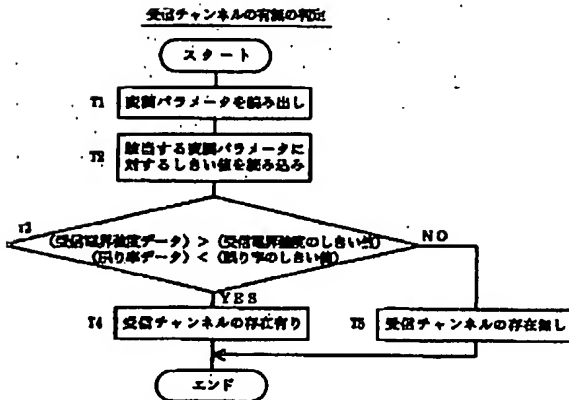 受信チャンネルの有無の判定
スタート
T1 変調パラメータを読み出し
T2 該当する変調パラメータに
対するしきい値を読み込み
T3
(受信電界強度データ) > (受信電界強度のしきい値)
(誤り率データ) < (誤り率のしきい値)
NO
YES
T4 受信チャンネルの存在有り
T5 受信チャンネルの存在無し
エンド